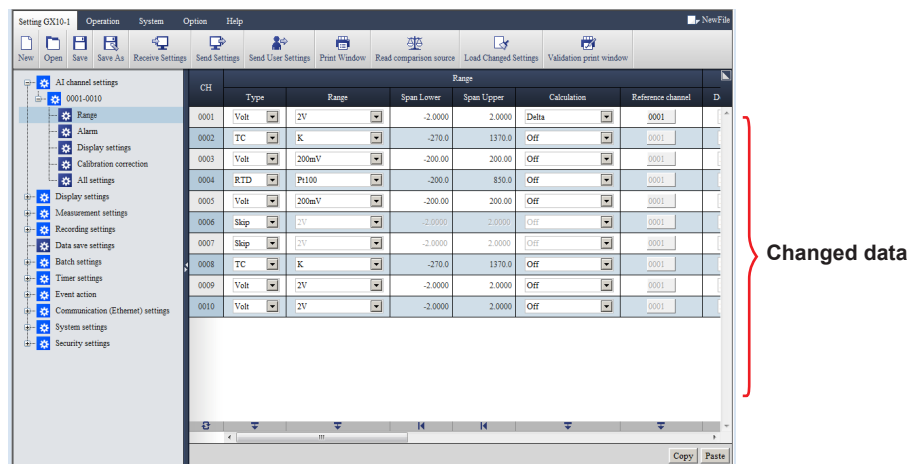 Setting GX10-1 Operation System Option Help NewFile
New Open Save Save As Receive Settings Send Settings Send User Settings Print Window Read comparison source Load Changed Settings Validation print window
AI channel settings
0001-0010
Range
Alarm
Display settings
Calibration correction
All settings
Display settings
Measurement settings
Recording settings
Data save settings
Batch settings
Timer settings
Event action
Communication (Ethernet) settings
System settings
Security settings
Range
CH Type Range Span Lower Span Upper Calculation Reference channel D
0001 Volt 2V -2.0000 2.0000 Delta 0001
0002 TC K -270.0 1370.0 Off 0001
0003 Volt 200mV -200.00 200.00 Off 0001
0004 RTD Pt100 -200.0 850.0 Off 0001
0005 Volt 200mV -200.00 200.00 Off 0001
0006 Skip 2V -2.0000 2.0000 Off 0001
0007 Skip 2V -2.0000 2.0000 Off 0001
0008 TC K -270.0 1370.0 Off 0001
0009 Volt 2V -2.0000 2.0000 Off 0001
0010 Volt 2V -2.0000 2.0000 Off 0001
Changed data
Copy Paste